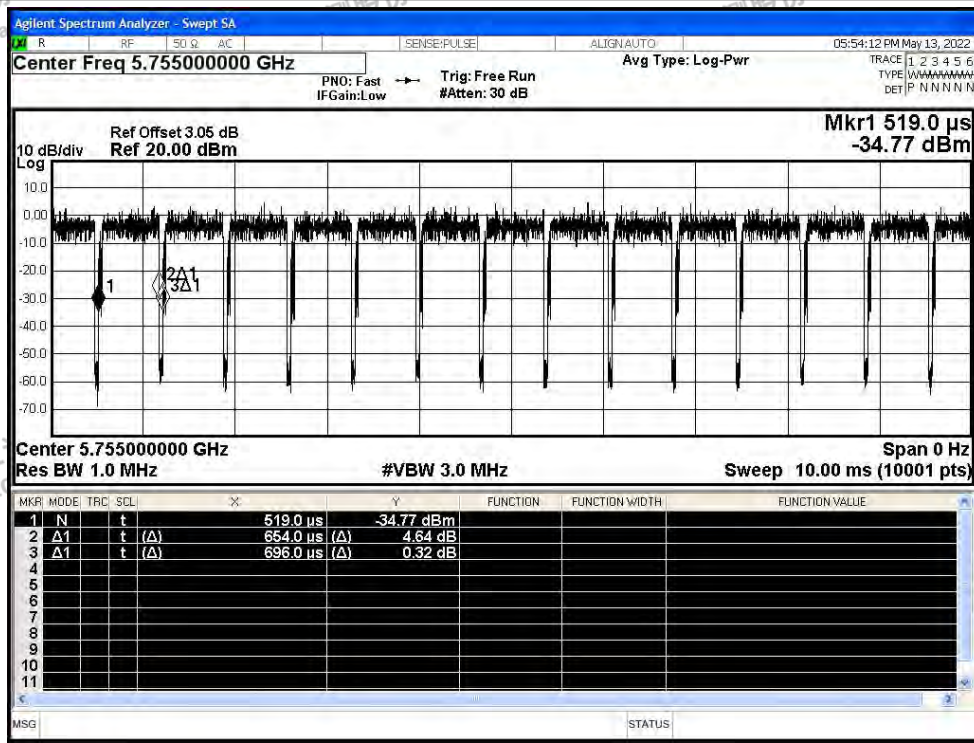 Agilent Spectrum Analyzer - Swept SA
R RF 50 Ω AC SENSE:PULSE ALIGN AUTO 05:54:12 PM May 13, 2022
Center Freq 5.755000000 GHz
PNO: Fast
IFGain:Low
Trig: Free Run
#Atten: 30 dB
Avg Type: Log-Pwr
TRACE 1 2 3 4 5 6
TYPE
DET P N N N N N
Ref Offset 3.05 dB
10 dB/div Ref 20.00 dBm
Log
Mkr1 519.0 µs
-34.77 dBm
10.0
0.00
-10.0
-20.0
-30.0
-40.0
-50.0
-60.0
-70.0
1
2Δ1
3Δ1
Center 5.755000000 GHz Span 0 Hz
Res BW 1.0 MHz #VBW 3.0 MHz Sweep 10.00 ms (10001 pts)
MKR MODE TRC SCL X Y FUNCTION FUNCTION WIDTH FUNCTION VALUE
1 N t 519.0 µs -34.77 dBm
2 Δ1 t (Δ) 654.0 µs (Δ) 4.64 dB
3 Δ1 t (Δ) 696.0 µs (Δ) 0.32 dB
4
5
6
7
8
9
10
11
MSG STATUS